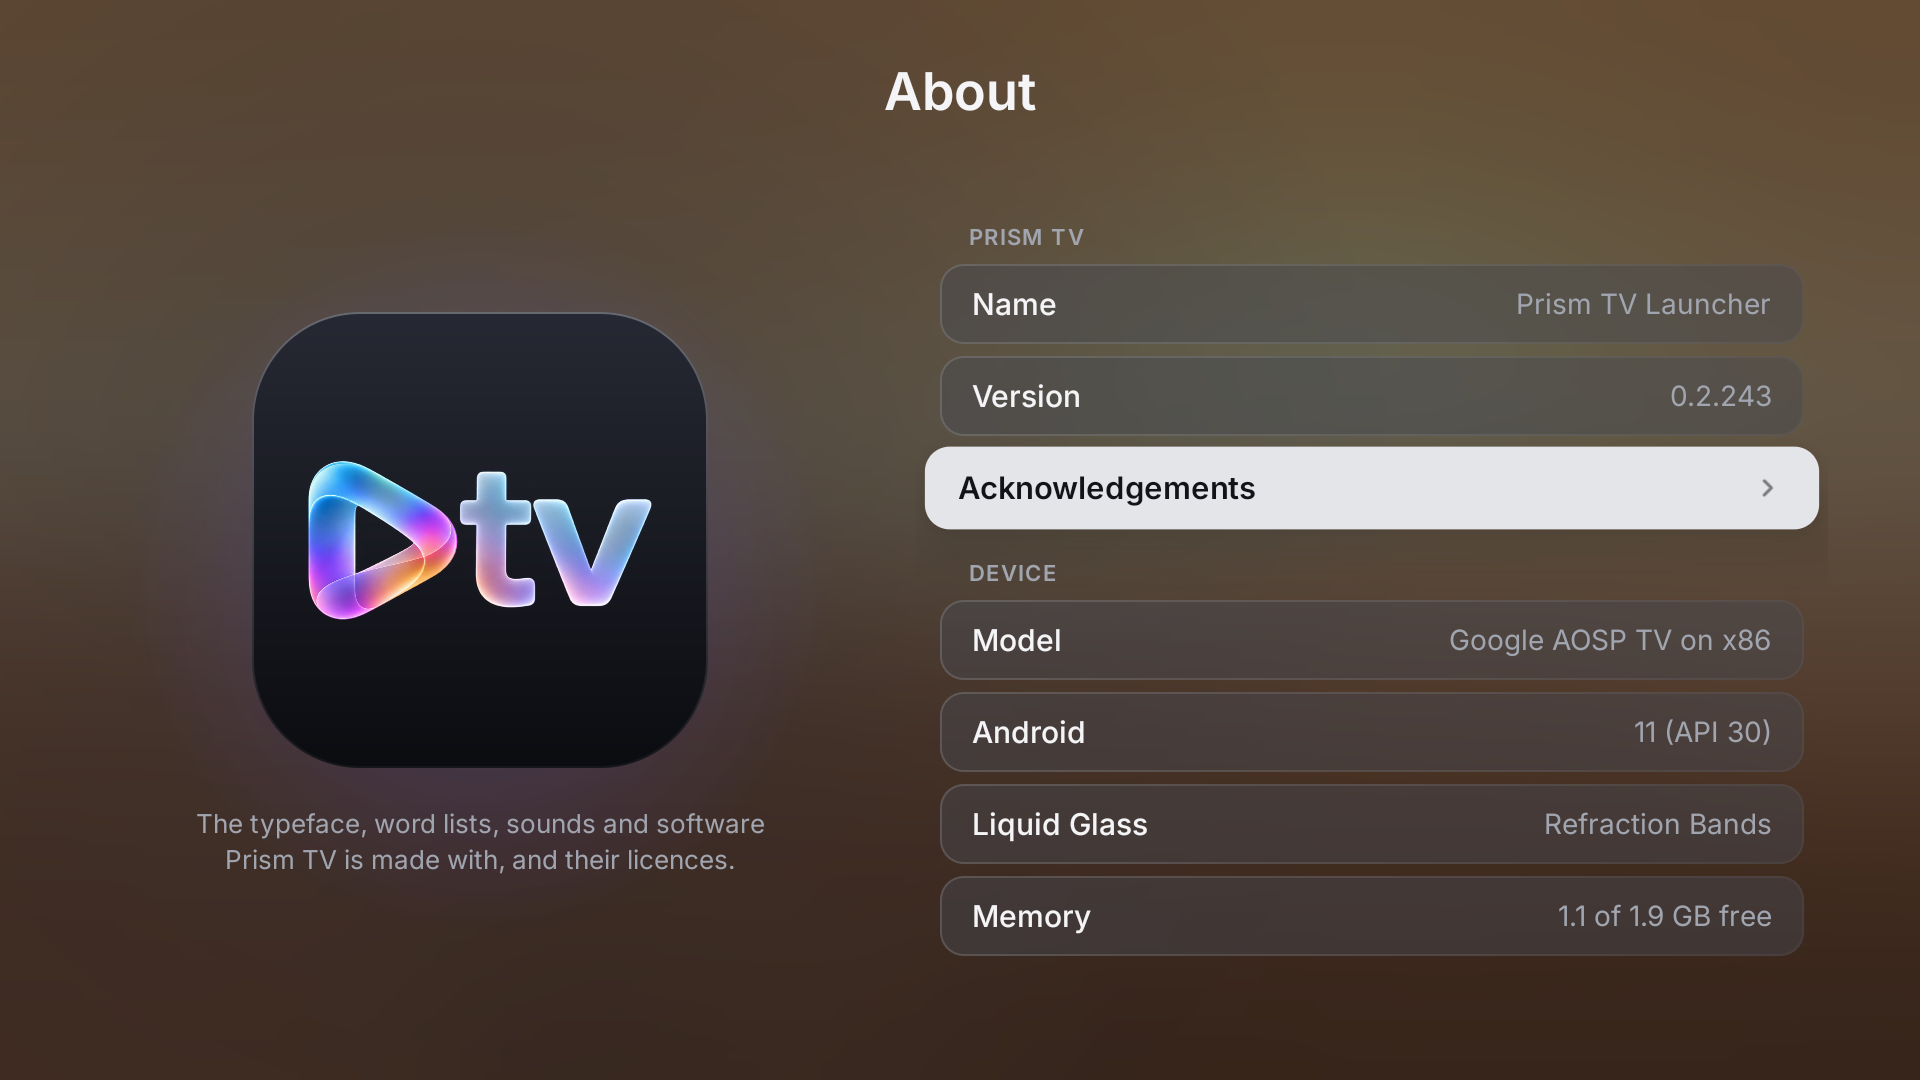 About
PRISM TV
Name
Prism TV Launcher
Version
0.2.243
Acknowledgements
DEVICE
Model
Google AOSP TV on x86
Android
11 (API 30)
Liquid Glass
Refraction Bands
Memory
1.1 of 1.9 GB free
tv
The typeface, word lists, sounds and software
Prism TV is made with, and their licences.